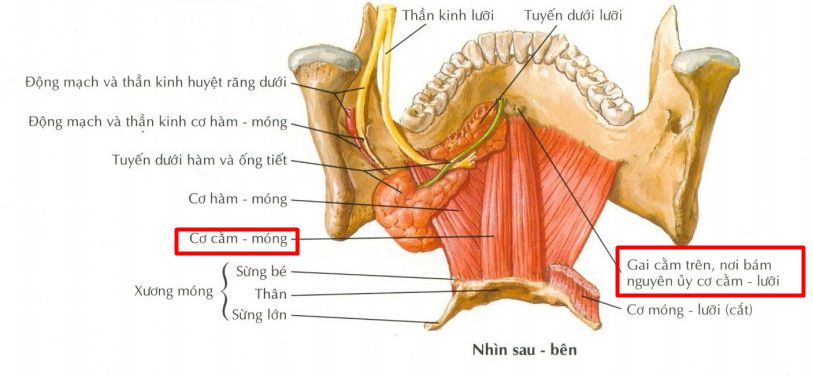 Thần kinh lưỡi
Tuyến dưới lưỡi
Động mạch và thần kinh huyệt răng dưới
Động mạch và thần kinh cơ hàm - móng
Tuyến dưới hàm và ống tiết
Cơ hàm - móng
Cơ cằm - móng
Xương móng
Sừng bé
Thân
Sừng lớn
Gai cằm trên, nơi bám
nguyên ủy cơ cằm - lưỡi
Cơ móng - lưỡi (cắt)
Nhìn sau - bên